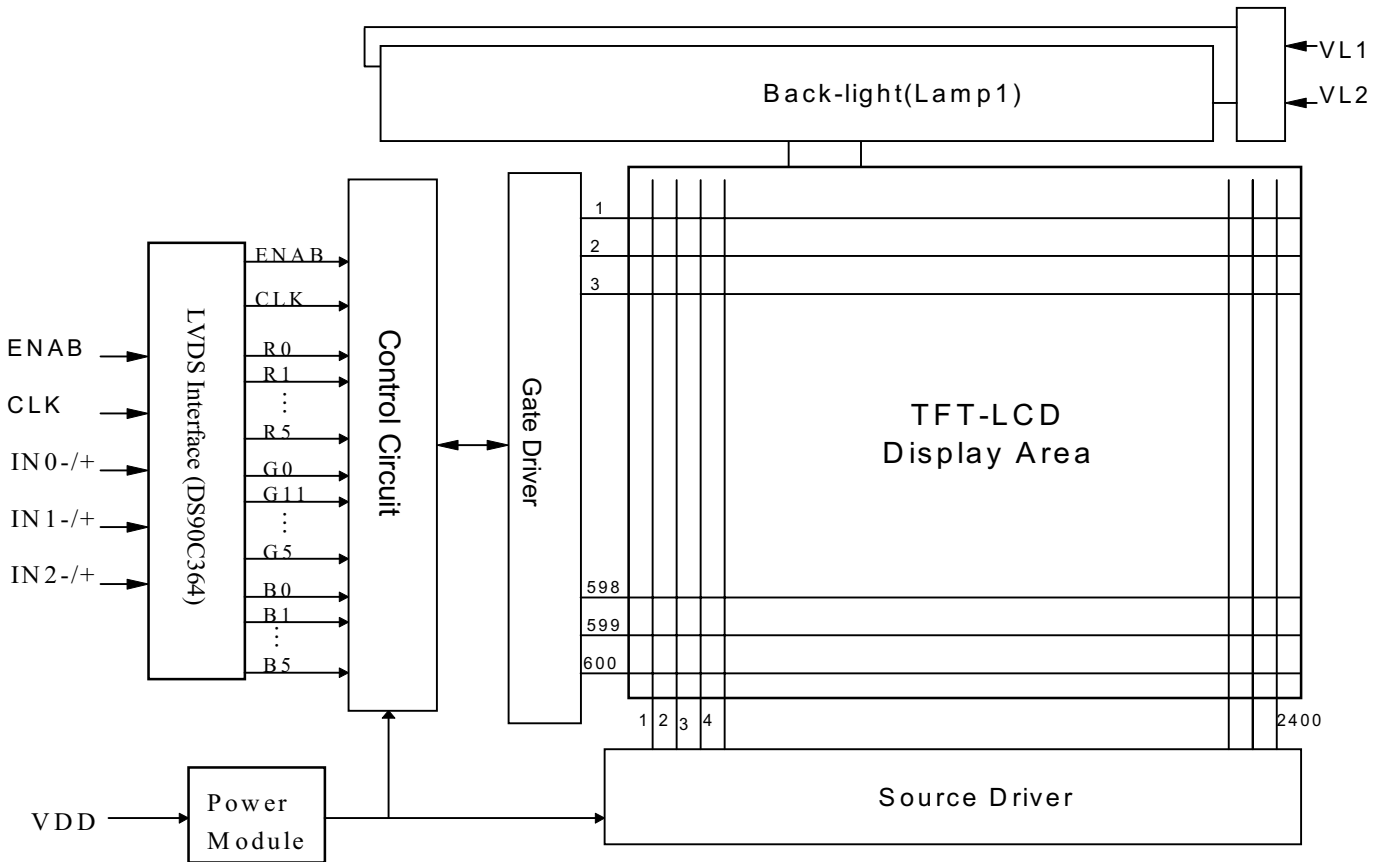 VL1
Back-light(Lamp1)
VL2
1
2
3
ENAB
CLK
R0
R1
⋮
R5
G0
G11
⋮
G5
B0
B1
⋮
B5
ENAB
CLK
IN0-/+
IN1-/+
IN2-/+
LVDS Interface (DS90C364)
Control Circuit
Gate Driver
TFT-LCD
Display Area
598
599
600
1 2 3 4 2400
Source Driver
VDD
Power
Module